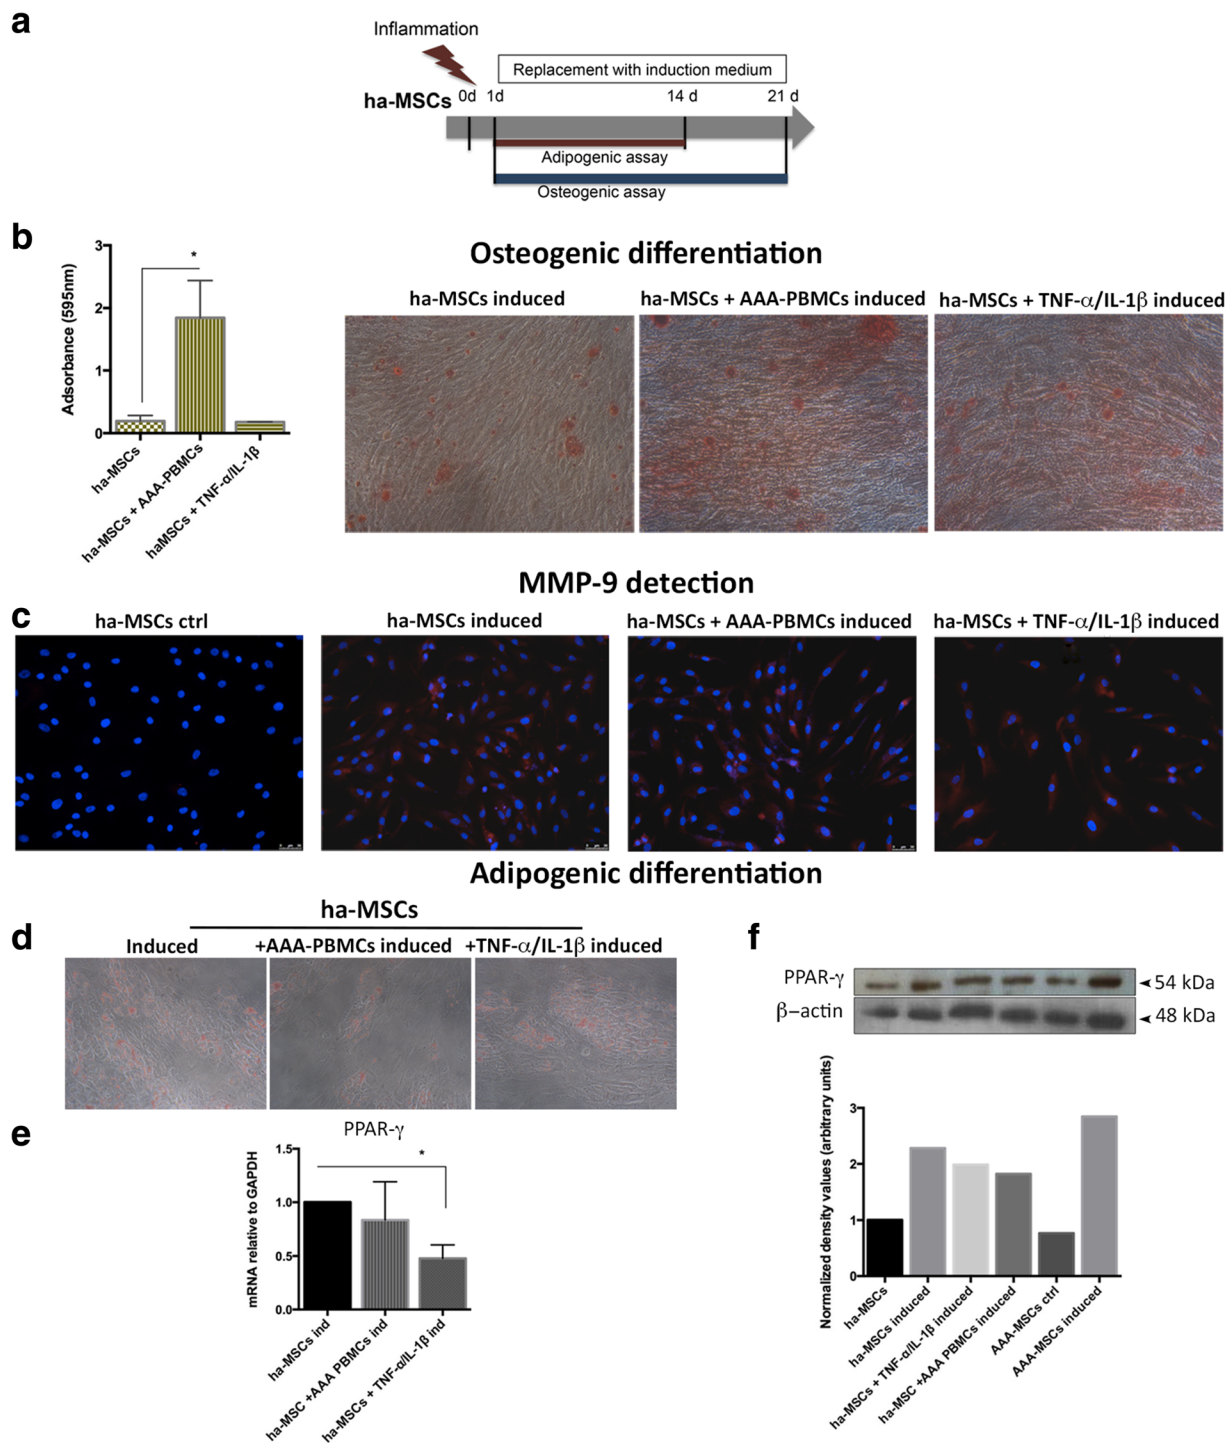 a
Inflammation
Replacement with induction medium
ha-MSCs
0d
1d
14 d
21 d
Adipogenic assay
Osteogenic assay
b
Adsorbance (595nm)
3
2
1
0
*
ha-MSCs
ha-MSCs + AAA-PBMCs
haMSCs + TNF-α/IL-1β
Osteogenic differentiation
ha-MSCs induced
ha-MSCs + AAA-PBMCs induced
ha-MSCs + TNF-α/IL-1β induced
MMP-9 detection
c
ha-MSCs ctrl
ha-MSCs induced
ha-MSCs + AAA-PBMCs induced
ha-MSCs + TNF-α/IL-1β induced
Adipogenic differentiation
d
ha-MSCs
Induced
+AAA-PBMCs induced
+TNF-α/IL-1β induced
e
PPAR-γ
mRNA relative to GAPDH
1.5
1.0
0.5
0.0
*
ha-MSCs ind
ha-MSC +AAA PBMCs ind
ha-MSCs + TNF-α/IL-1β ind
f
PPAR-γ
54 kDa
β–actin
48 kDa
Normalized density values (arbitrary units)
3
2
1
0
ha-MSCs
ha-MSCs induced
ha-MSCs + TNF-α/IL-1β induced
ha-MSC +AAA PBMCs induced
AAA-MSCs ctrl
AAA-MSCs induced